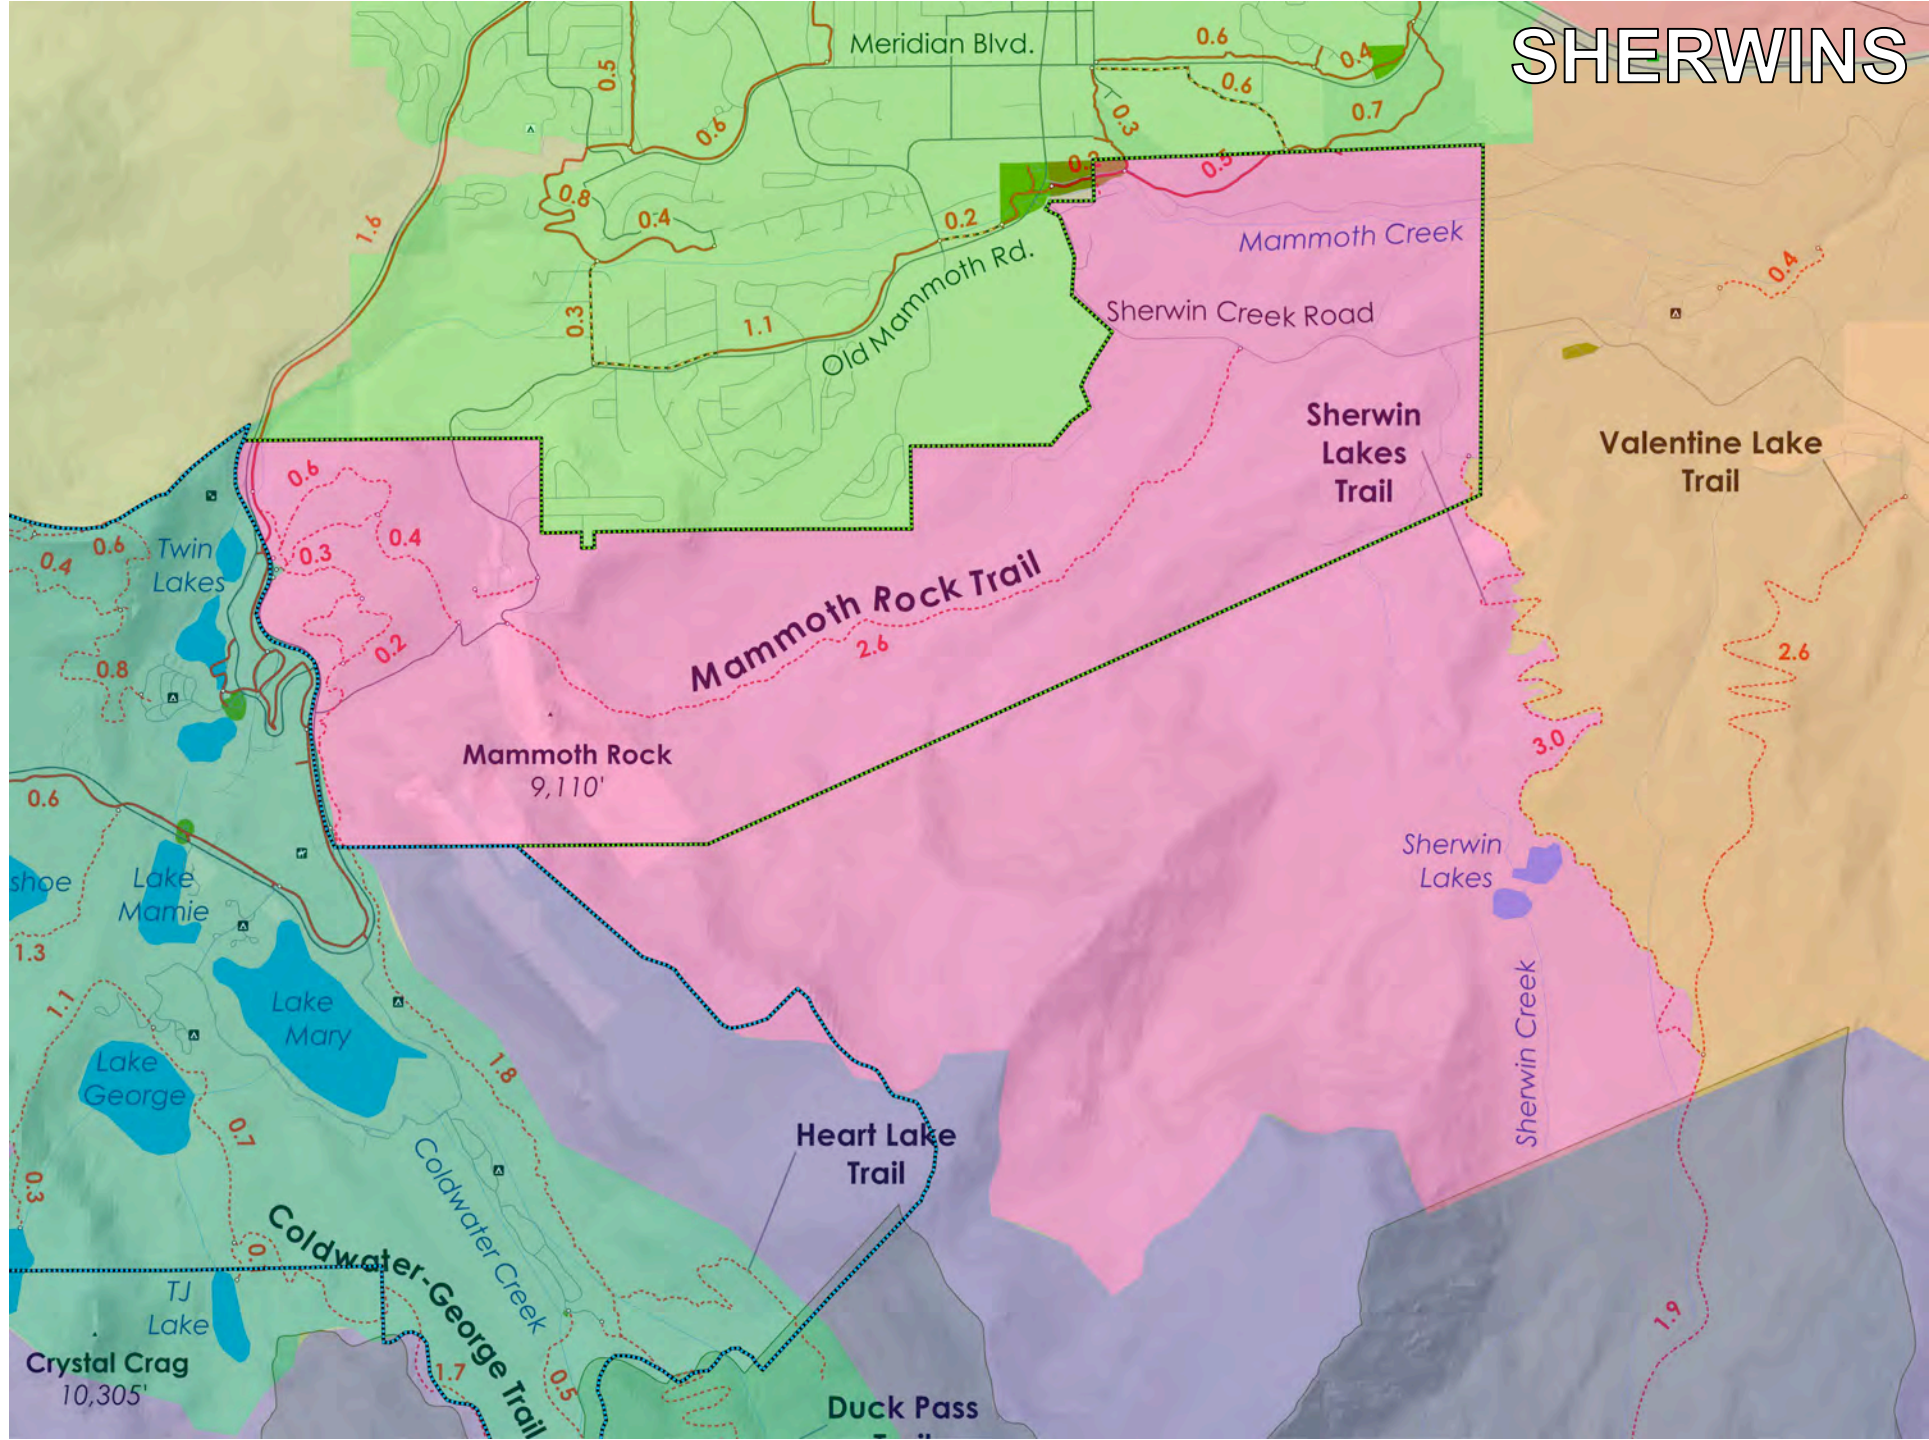 SHERWINS
Meridian Blvd.
0.6
0.4
0.5
0.6
0.6
0.3
0.7
0.5
0.8
0.4
0.2
1.6
Mammoth Creek
0.4
0.3
1.1
Old Mammoth Rd.
Sherwin Creek Road
Sherwin
Lakes
Trail
Valentine Lake
Trail
0.6
0.3
0.4
0.6
0.4
Twin
Lakes
0.8
0.2
Mammoth Rock Trail
2.6
2.6
3.0
Mammoth Rock
9,110'
0.6
shoe
Lake
Mamie
1.3
Sherwin
Lakes
Sherwin Creek
1.1
Lake
Mary
Lake
George
1.8
0.7
0.3
Heart Lake
Trail
Coldwater Creek
Coldwater-George Trail
0.
TJ
Lake
Crystal Crag
10,305'
1.7
0.5
1.9
Duck Pass